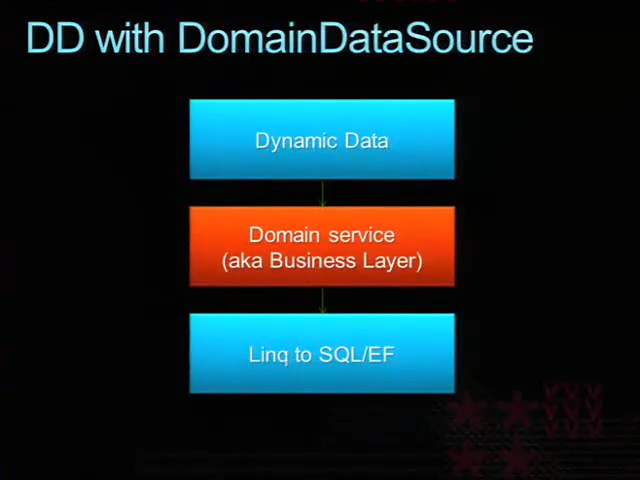 DD with DomainDataSource
Dynamic Data
Domain service
(aka Business Layer)
Linq to SQL/EF